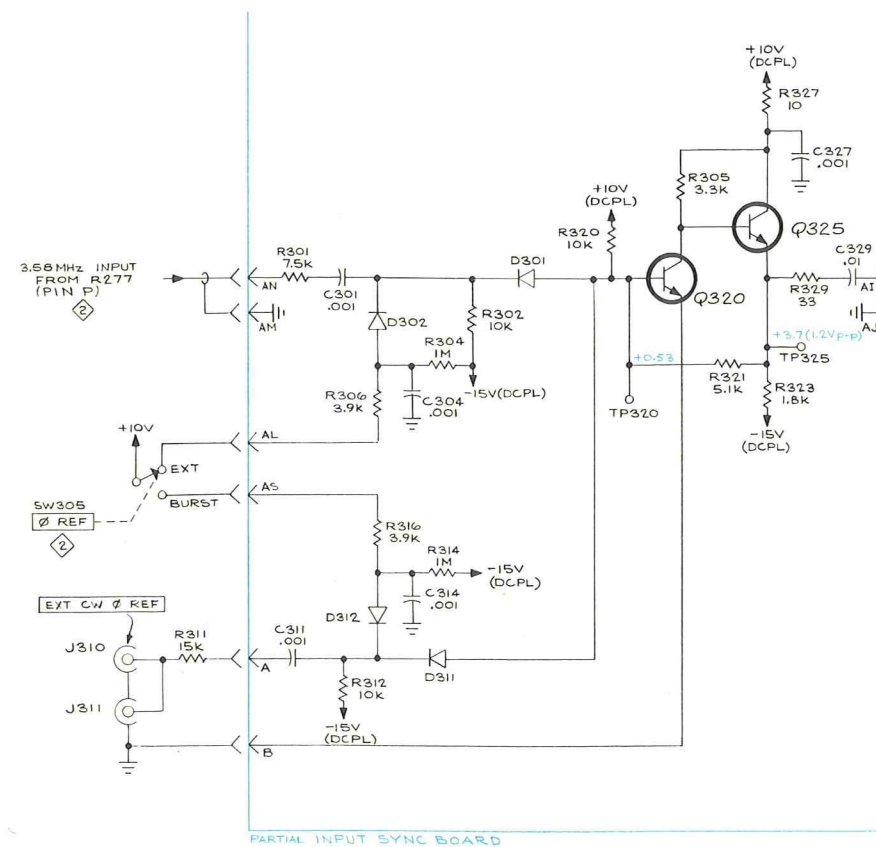 +10V
(DCPL)
R327
10
C327
.001
R305
3.3K
+10V
(DCPL)
R320
10K
Q325
3.58MHz INPUT
FROM R277
(PIN P)
2
R301
7.5K
AN
C301
.001
D301
Q320
C329
.01
R329
33
AI
AM
D302
R302
10K
AJ
R304
1M
+3.7(1.2Vp-p)
TP325
+0.53
R306
3.9K
C304
.001
-15V(DCPL)
R321
5.1K
R323
1.8K
TP320
-15V
(DCPL)
+10V
AL
EXT
AS
BURST
SW305
Ø REF
2
R316
3.9K
R314
1M
-15V
(DCPL)
C314
.001
EXT CW Ø REF
D312
J310
R311
15K
C311
.001
A
D311
R312
10K
J311
-15V
(DCPL)
B
PARTIAL INPUT SYNC BOARD